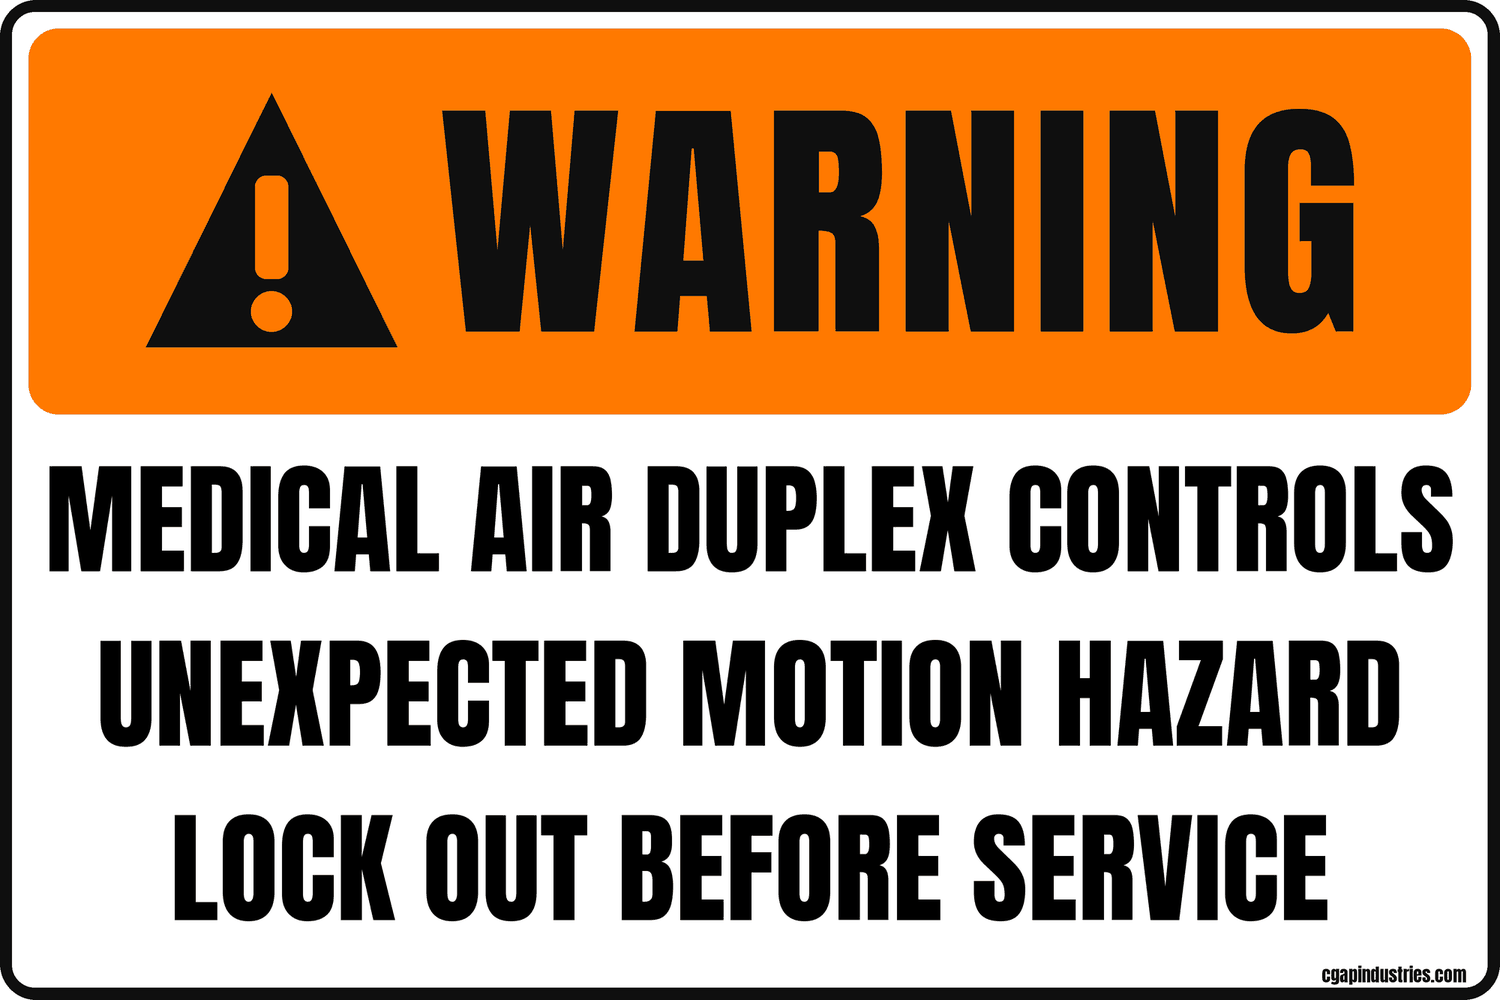 WARNING
MEDICAL AIR DUPLEX CONTROLS
UNEXPECTED MOTION HAZARD
LOCK OUT BEFORE SERVICE
cgapindustries.com